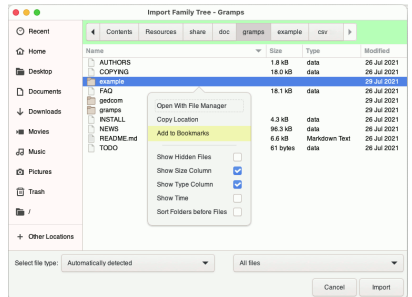 Import Family Tree - Gramps
Recent
Home
Desktop
Documents
Downloads
Movies
Music
Pictures
Trash
/
+ Other Locations
Contents Resources share doc gramps example csv
Name Size Type Modified
AUTHORS 1.8 kB data 26 Jul 2021
COPYING 18.0 kB data 26 Jul 2021
example 29 Jul 2021
FAQ 18.1 kB data 26 Jul 2021
gedcom 29 Jul 2021
gramps 29 Jul 2021
INSTALL 4.3 kB data 26 Jul 2021
NEWS 96.3 kB data 26 Jul 2021
README.md 6.6 kB Markdown Text 26 Jul 2021
TODO 61 bytes data 26 Jul 2021
Open With File Manager
Copy Location
Add to Bookmarks
Show Hidden Files
Show Size Column
Show Type Column
Show Time
Sort Folders before Files
Select file type: Automatically detected All files
Cancel Import